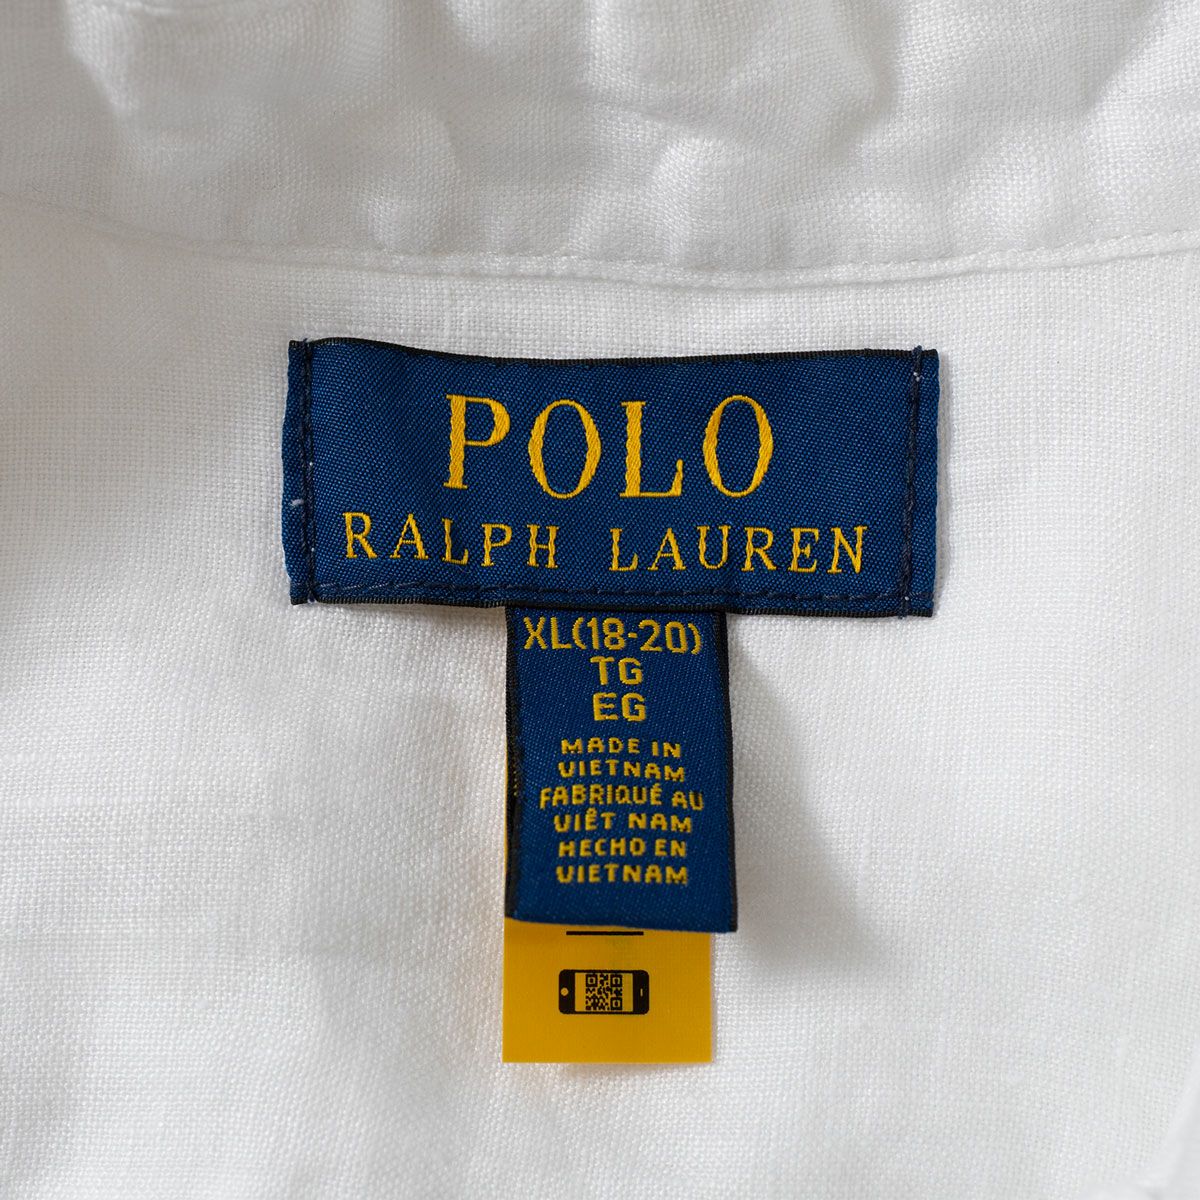 POLO
RALPH LAUREN
XL(18-20)
TG
EG
MADE IN
VIETNAM
FABRIQUÉ AU
VIÊT NAM
HECHO EN
VIETNAM